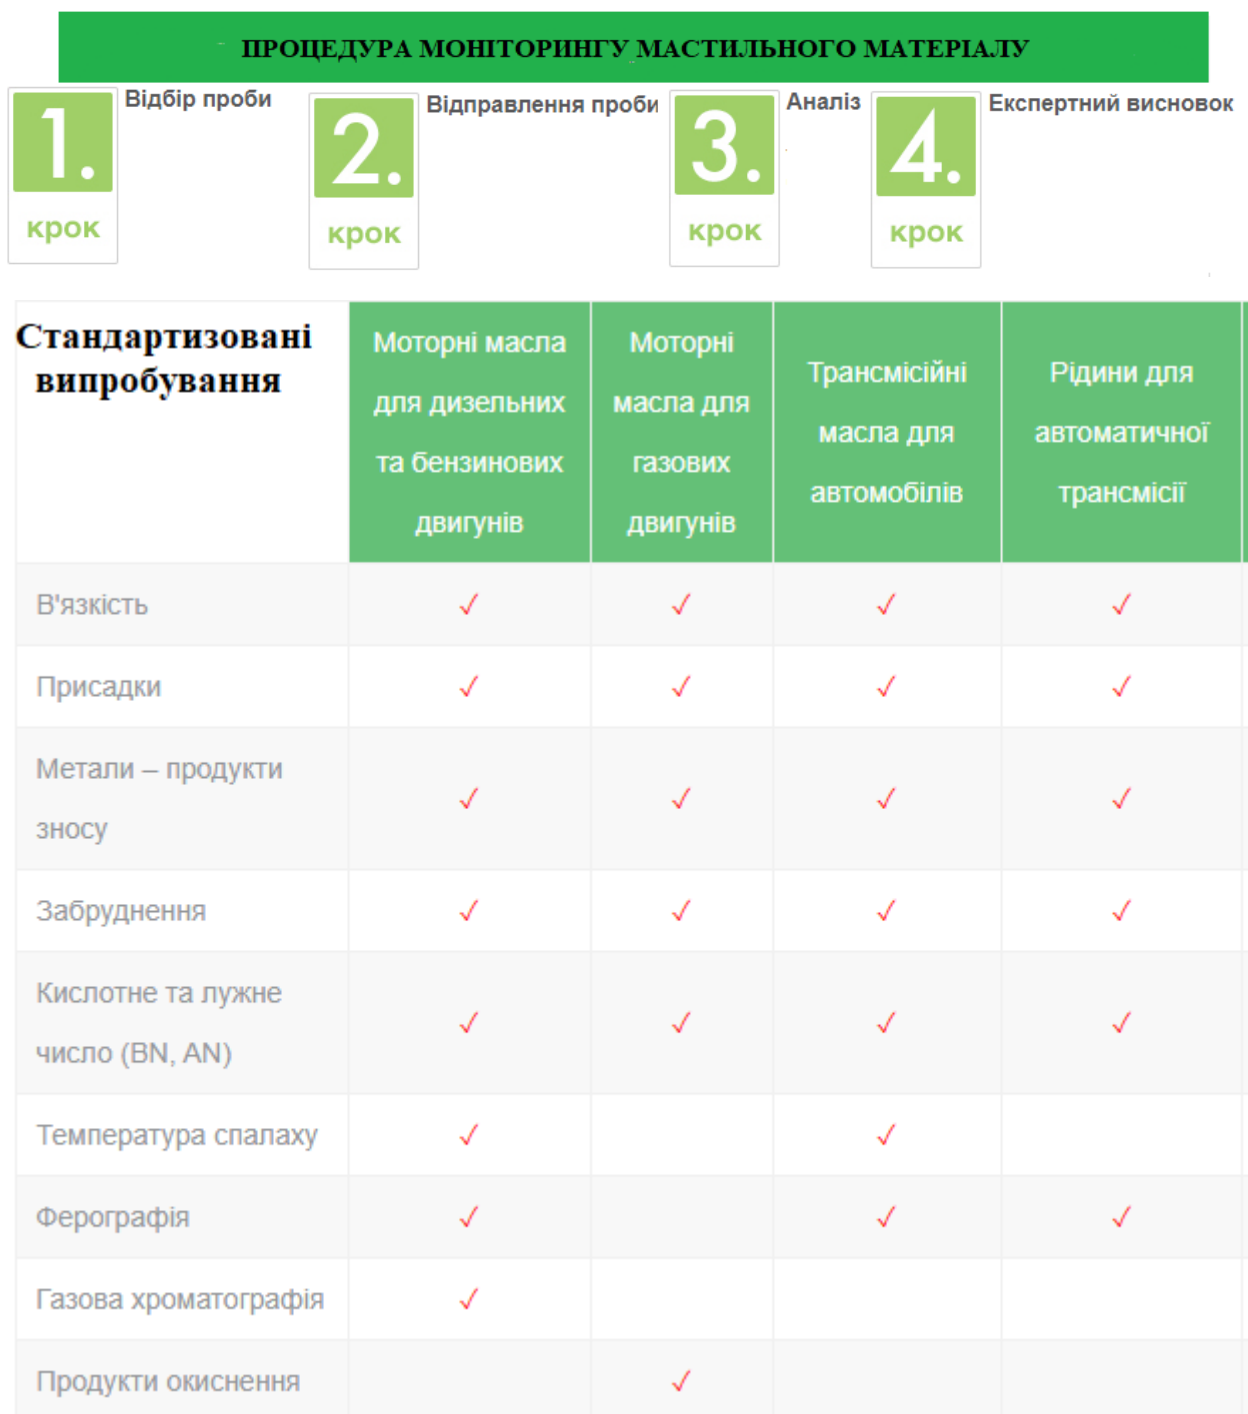 ПРОЦЕДУРА МОНІТОРИНГУ МАСТИЛЬНОГО МАТЕРІАЛУ
1.
крок
Відбір проби
2.
крок
Відправлення проби
3.
крок
Аналіз
4.
крок
Експертний висновок
Стандартизовані
випробування
Моторні масла
для дизельних
та бензинових
двигунів
Моторні
масла для
газових
двигунів
Трансмісійні
масла для
автомобілів
Рідини для
автоматичної
трансмісії
В'язкість ✓ ✓ ✓ ✓
Присадки ✓ ✓ ✓ ✓
Метали – продукти
зносу ✓ ✓ ✓ ✓
Забруднення ✓ ✓ ✓ ✓
Кислотне та лужне
число (BN, AN) ✓ ✓ ✓ ✓
Температура спалаху ✓ ✓
Ферографія ✓ ✓ ✓
Газова хроматографія ✓
Продукти окиснення ✓